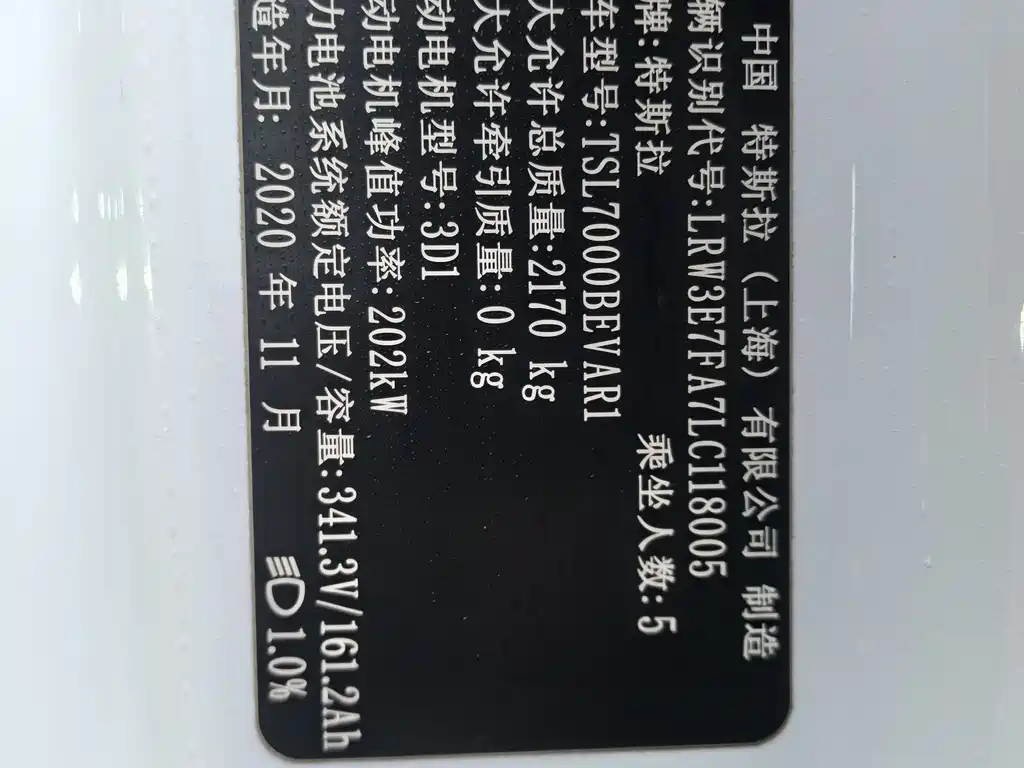 中国 特斯拉(上海)有限公司 制造
辆识别代号:LRW3E7FA7LC118005
牌:特斯拉 乘坐人数:5
车型号:TSL7000BEVAR1
大允许总质量:2170 kg
大允许牵引质量:0 kg
动电机型号:3D1
动电机峰值功率:202kW
力电池系统额定电压/容量:341.3V/161.2Ah
造年月: 2020 年 11 月 1.0%